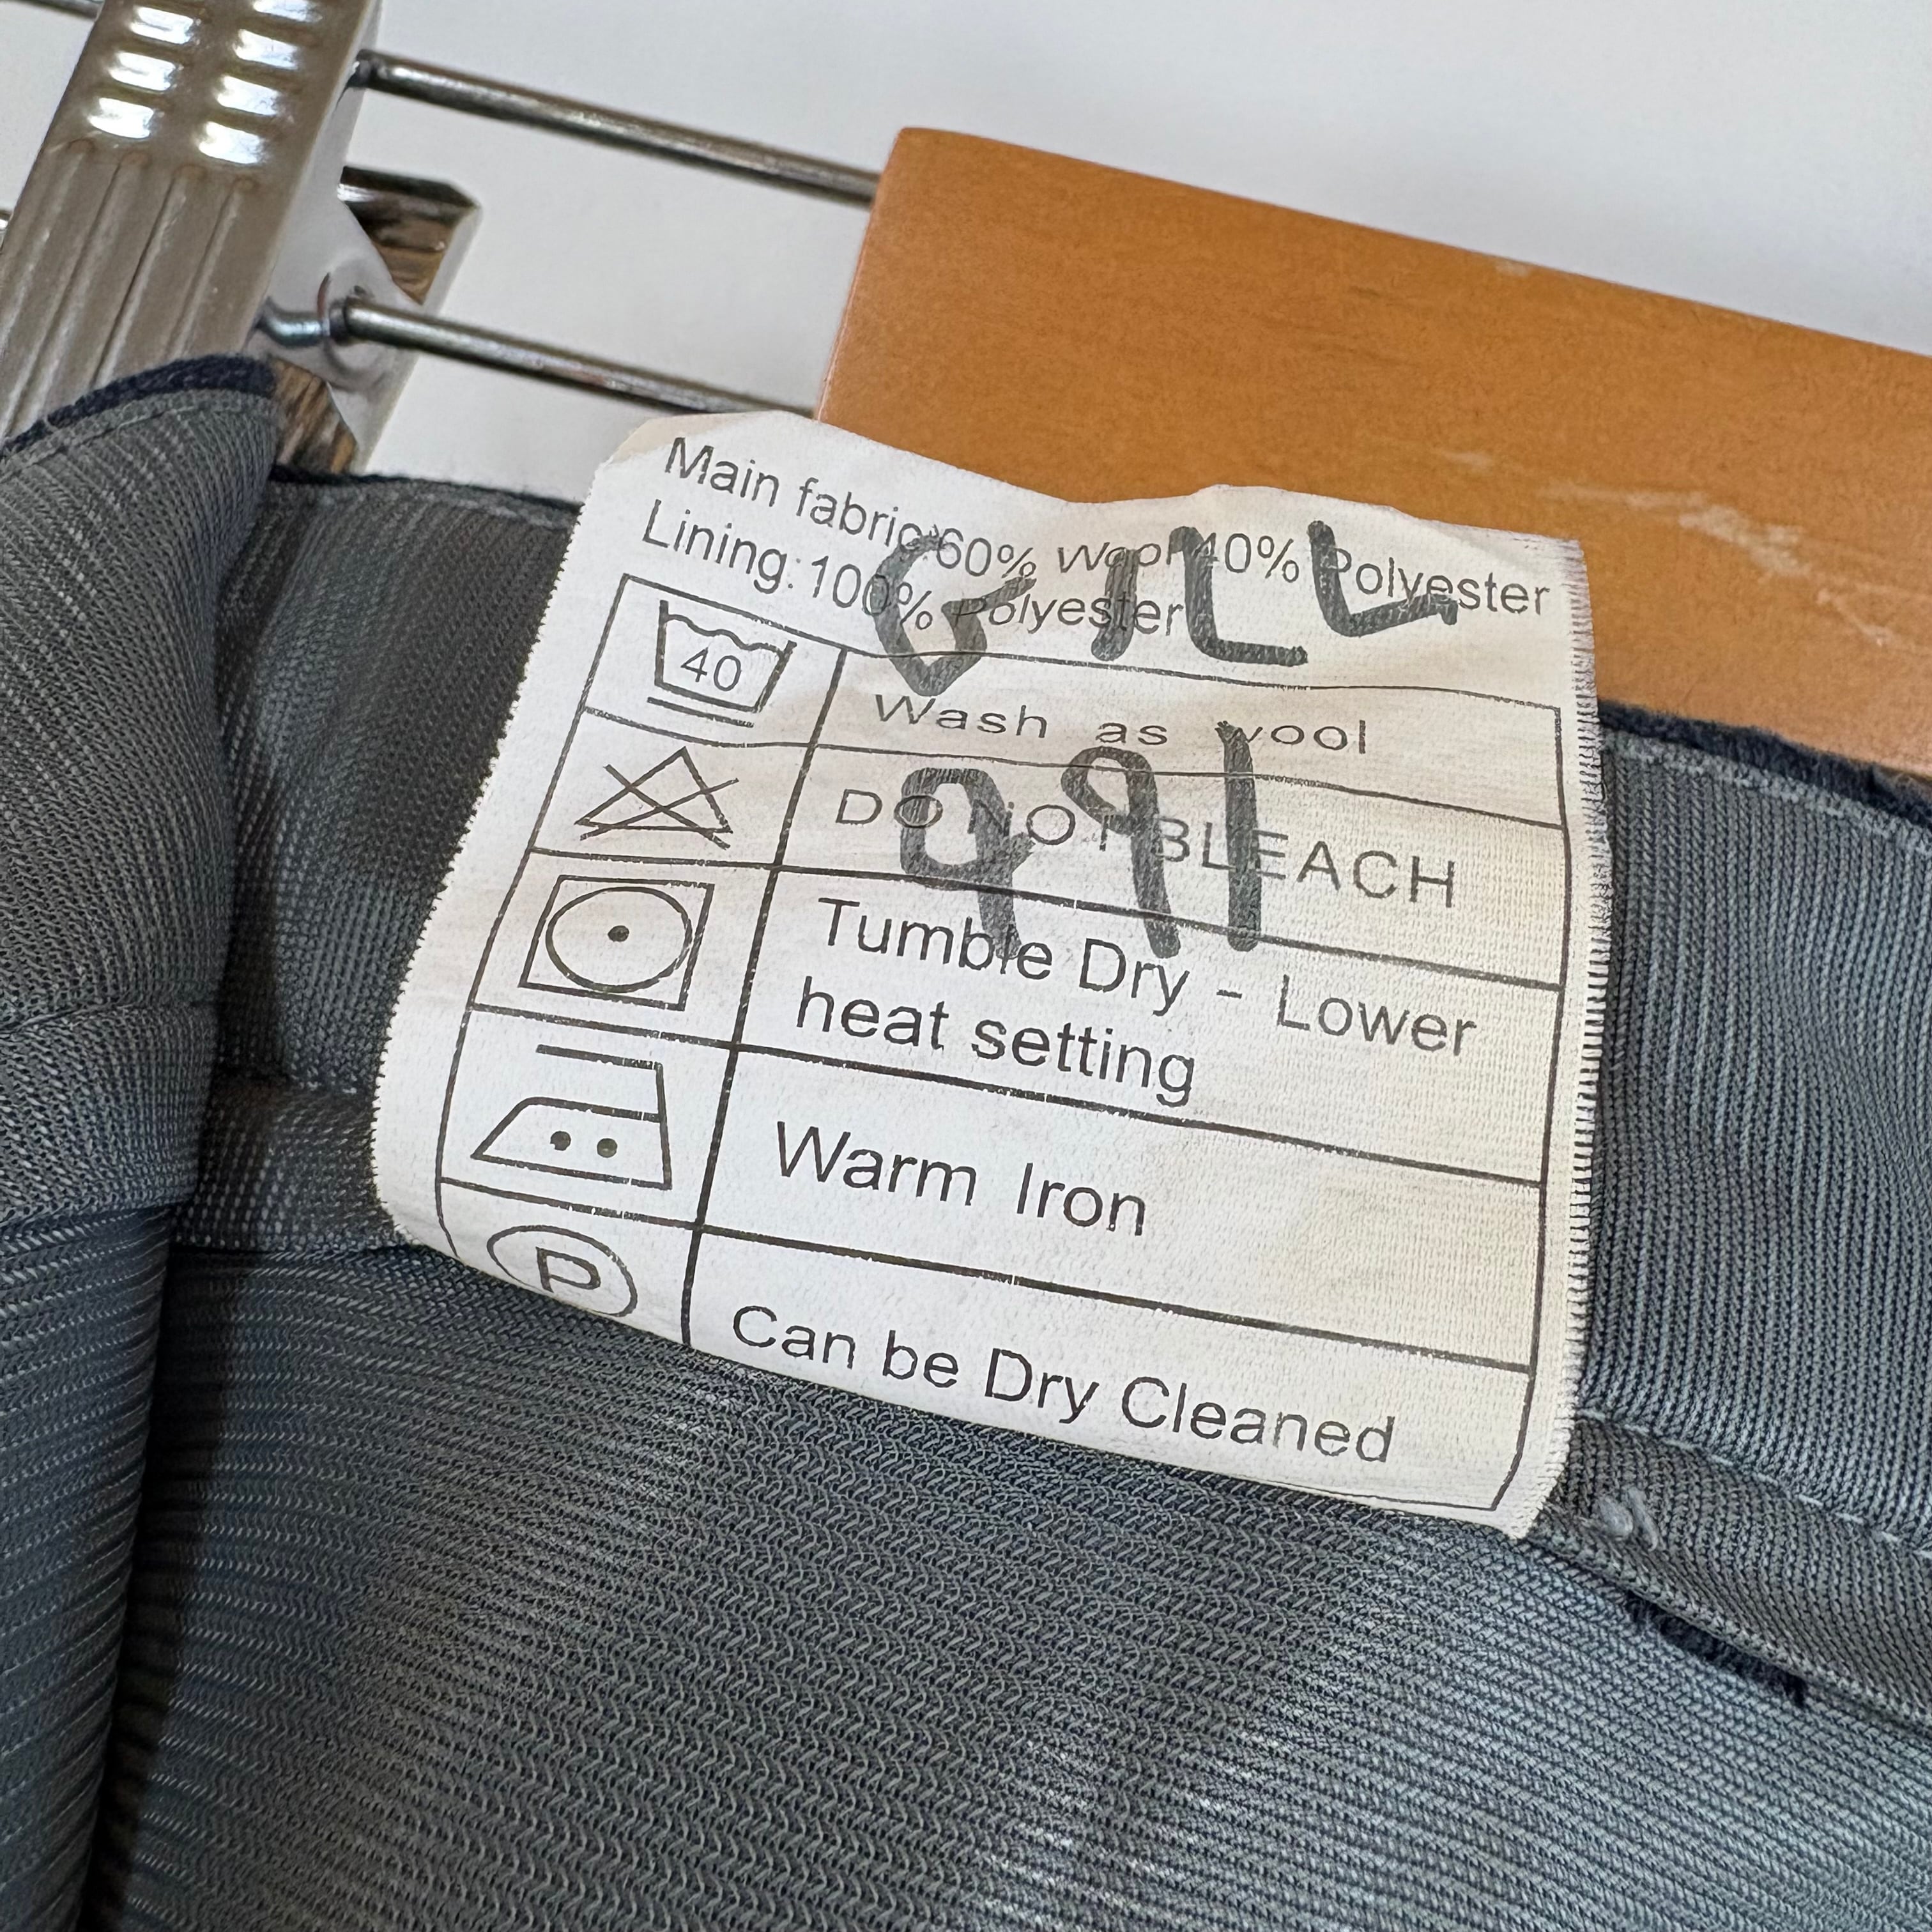 Main fabric:60% Wool 40% Polyester
Lining:100% Polyester
GILL
40
Wash as wool
991
DO NOT BLEACH
Tumble Dry - Lower
heat setting
Warm Iron
P
Can be Dry Cleaned